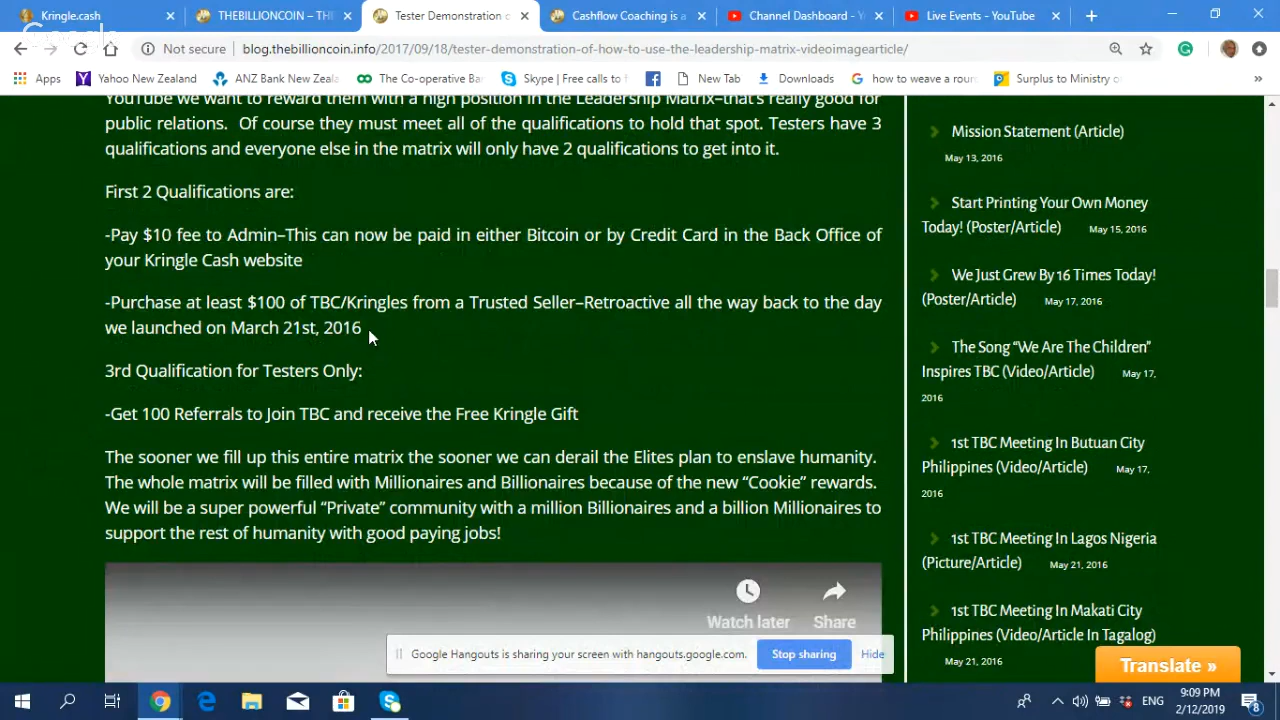 Kringle.cash
THEBILLIONCOIN – TH
Tester Demonstration o
Cashflow Coaching is a
Channel Dashboard - Y
Live Events - YouTube
Google
Not secure
blog.thebillioncoin.info/2017/09/18/tester-demonstration-of-how-to-use-the-leadership-matrix-videoimagearticle/
Apps
Yahoo New Zealand
ANZ Bank New Zeala
The Co-operative Ba
Skype | Free calls to f
New Tab
Downloads
how to weave a roun
Surplus to Ministry o
YouTube we want to reward them with a high position in the Leadership Matrix–that's really good for
public relations. Of course they must meet all of the qualifications to hold that spot. Testers have 3
qualifications and everyone else in the matrix will only have 2 qualifications to get into it.
First 2 Qualifications are:
-Pay $10 fee to Admin–This can now be paid in either Bitcoin or by Credit Card in the Back Office of
your Kringle Cash website
-Purchase at least $100 of TBC/Kringles from a Trusted Seller–Retroactive all the way back to the day
we launched on March 21st, 2016
3rd Qualification for Testers Only:
-Get 100 Referrals to Join TBC and receive the Free Kringle Gift
The sooner we fill up this entire matrix the sooner we can derail the Elites plan to enslave humanity.
The whole matrix will be filled with Millionaires and Billionaires because of the new “Cookie” rewards.
We will be a super powerful “Private” community with a million Billionaires and a billion Millionaires to
support the rest of humanity with good paying jobs!
Watch later
Share
Mission Statement (Article)
May 13, 2016
Start Printing Your Own Money
Today! (Poster/Article) May 15, 2016
We Just Grew By 16 Times Today!
(Poster/Article) May 17, 2016
The Song “We Are The Children”
Inspires TBC (Video/Article) May 17,
2016
1st TBC Meeting In Butuan City
Philippines (Video/Article) May 17,
2016
1st TBC Meeting In Lagos Nigeria
(Picture/Article) May 21, 2016
1st TBC Meeting In Makati City
Philippines (Video/Article In Tagalog)
May 21, 2016
Translate »
Google Hangouts is sharing your screen with hangouts.google.com.
Stop sharing
Hide
ENG
9:09 PM
2/12/2019
8